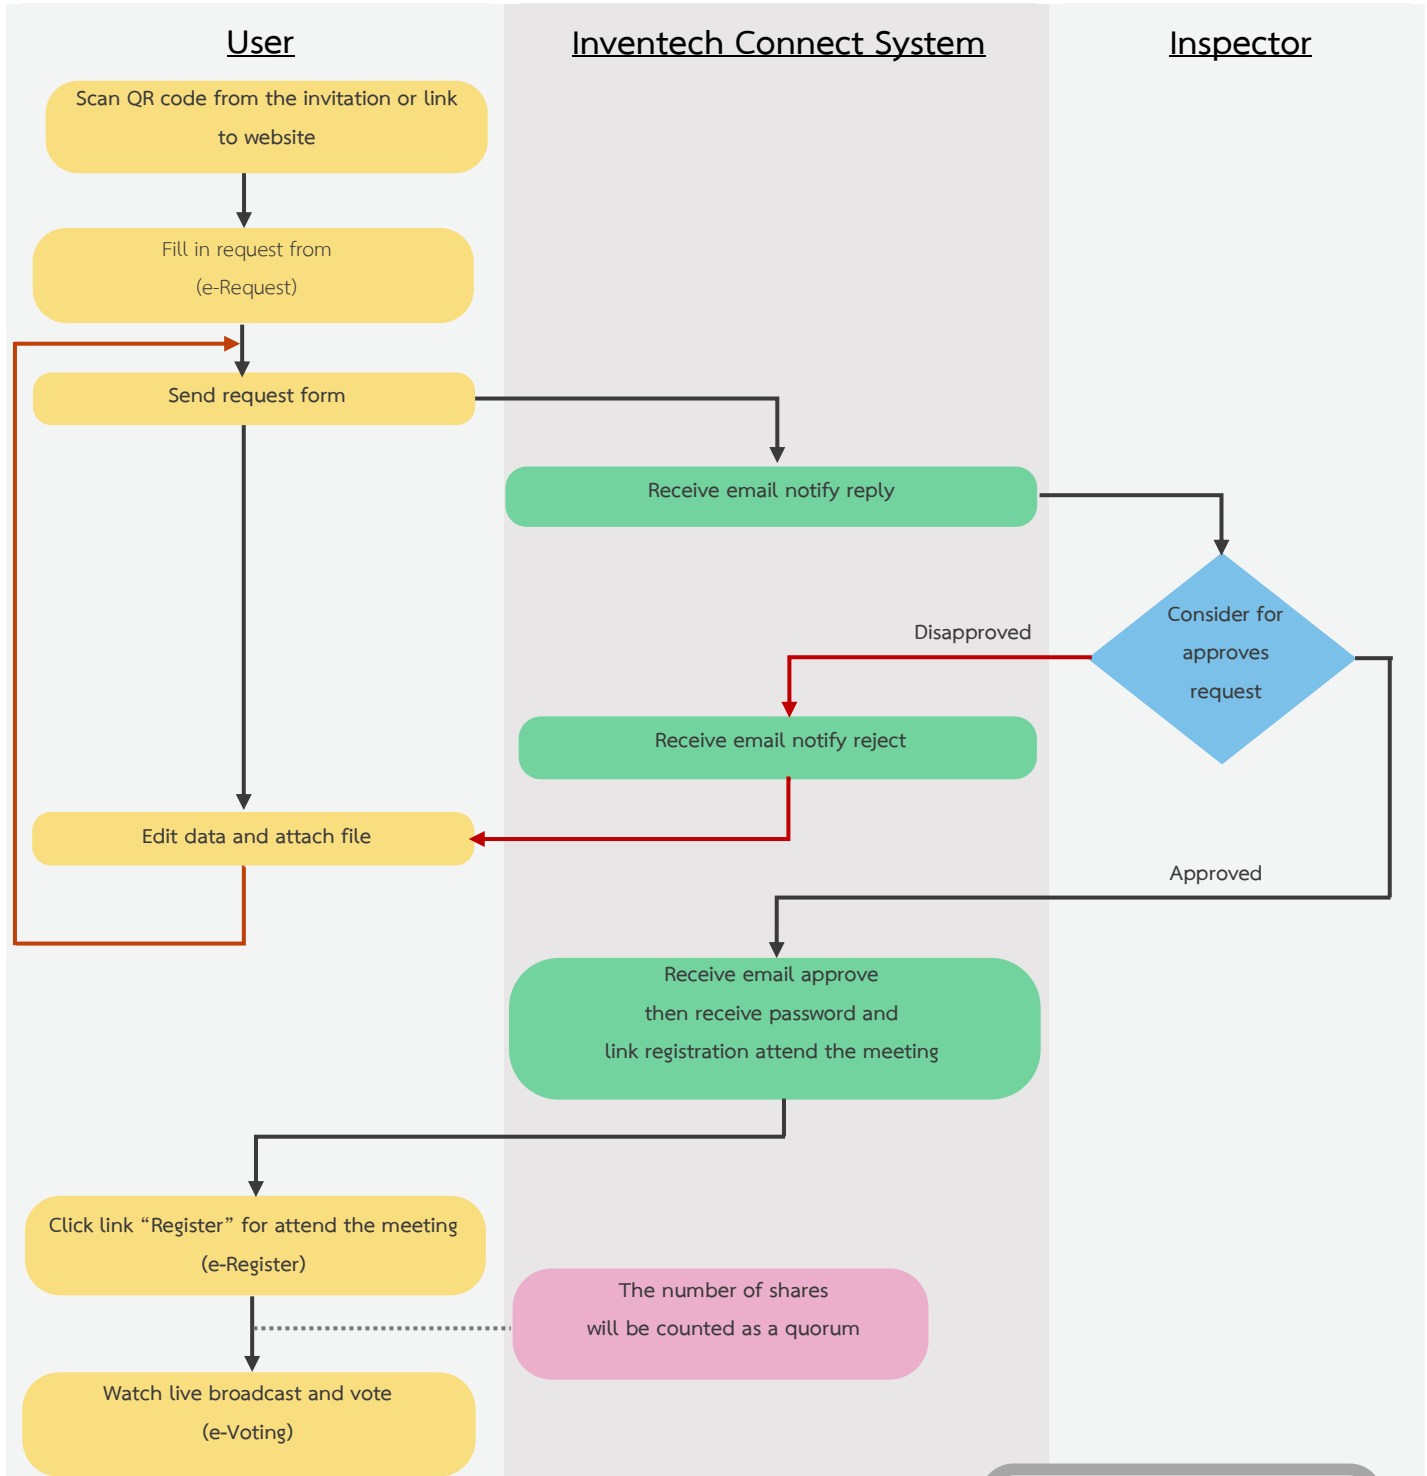 User
Inventech Connect System
Inspector
Scan QR code from the invitation or link
to website
Fill in request from
(e-Request)
Send request form
Receive email notify reply
Consider for
approves
request
Disapproved
Receive email notify reject
Edit data and attach file
Approved
Receive email approve
then receive password and
link registration attend the meeting
Click link “Register” for attend the meeting
(e-Register)
The number of shares
will be counted as a quorum
Watch live broadcast and vote
(e-Voting)